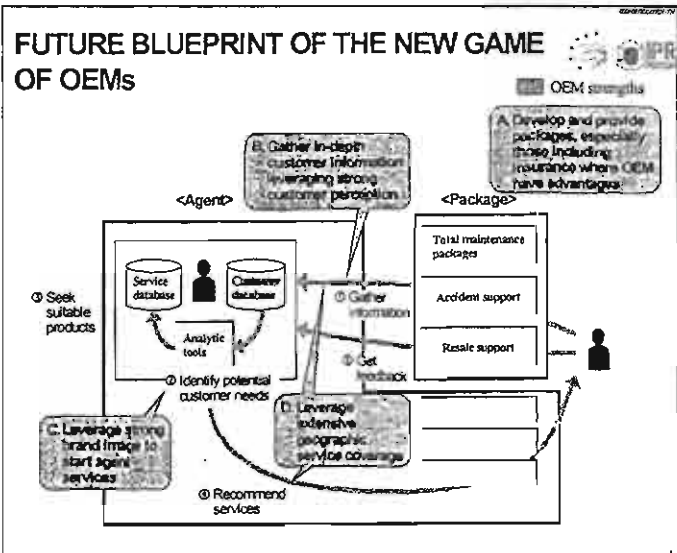 FUTURE BLUEPRINT OF THE NEW GAME
OF OEMs
IPR
OEM strengths
A. Develop and provide
packages, especially
those including
insurance where OEM
have advantages
B. Gather in-depth
customer information
leveraging strong
customer perception
<Agent>
<Package>
Total maintenance
packages
Accident support
Resale support
Service
database
Customer
database
Analytic
tools
③ Seek
suitable
products
① Gather
information
⑤ Get
feedback
② Identify potential
customer needs
C. Leverage strong
brand image to
start agent
services
D. Leverage
extensive
geographic
service coverage
④ Recommend
services